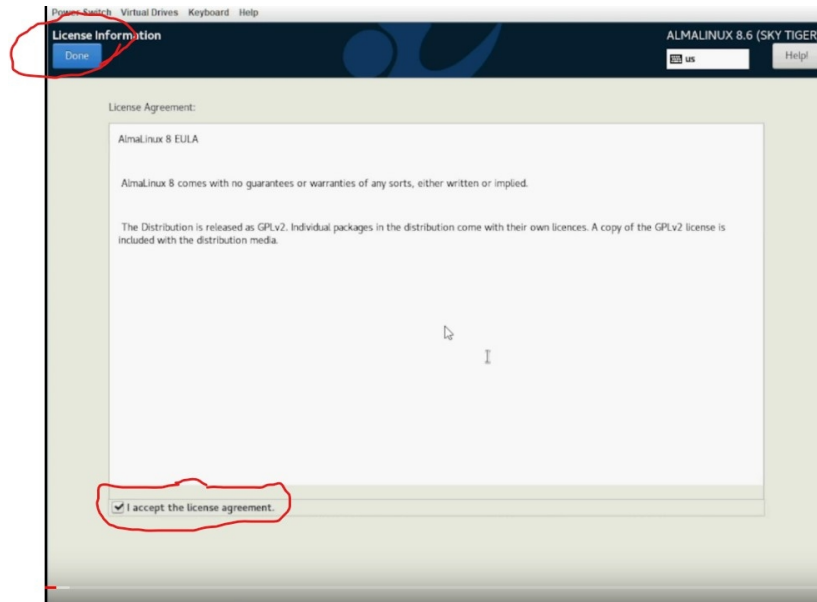 Power Switch Virtual Drives Keyboard Help
License Information
ALMALINUX 8.6 (SKY TIGER
Done
us
Help!
License Agreement:
AlmaLinux 8 EULA
AlmaLinux 8 comes with no guarantees or warranties of any sorts, either written or implied.
The Distribution is released as GPLv2. Individual packages in the distribution come with their own licences. A copy of the GPLv2 license is
included with the distribution media.
I accept the license agreement.